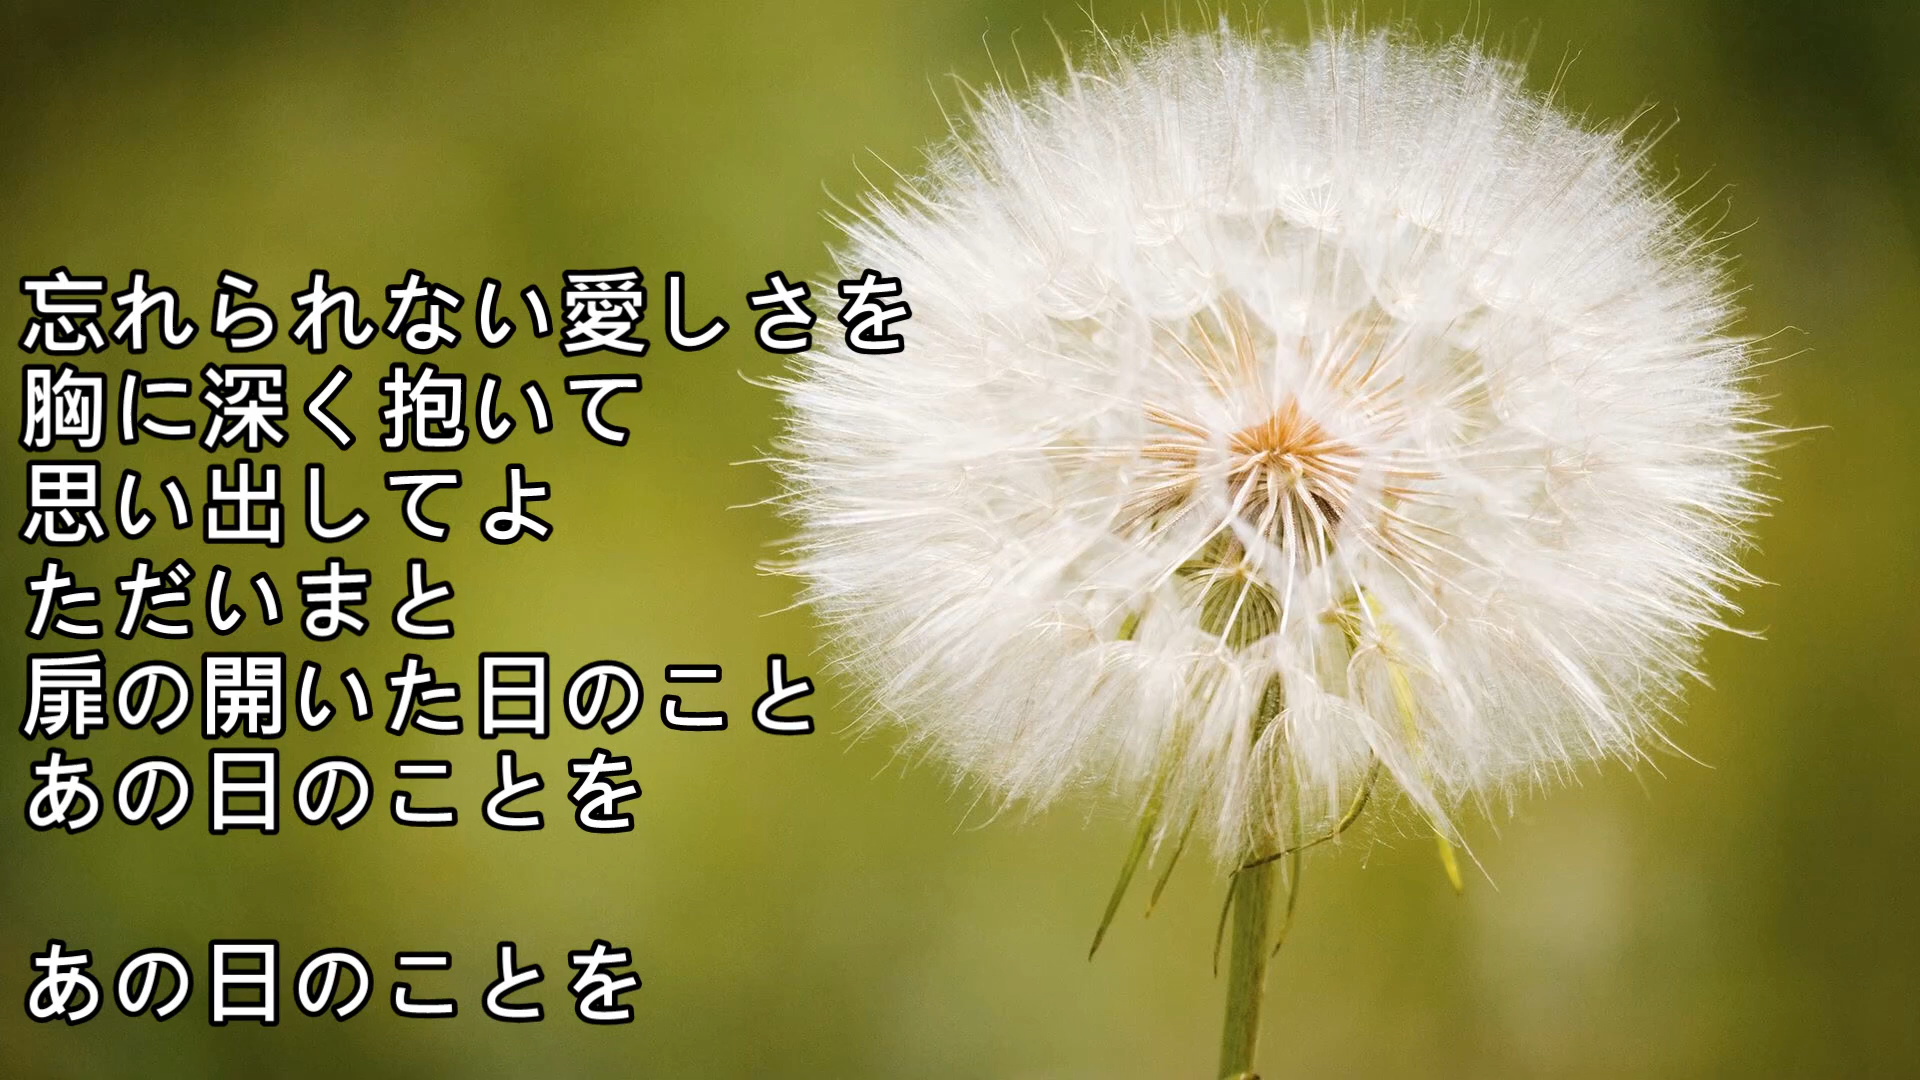 忘れられない愛しさを
胸に深く抱いて
思い出してよ
ただいまと
扉の開いた日のこと
あの日のことを
あの日のことを